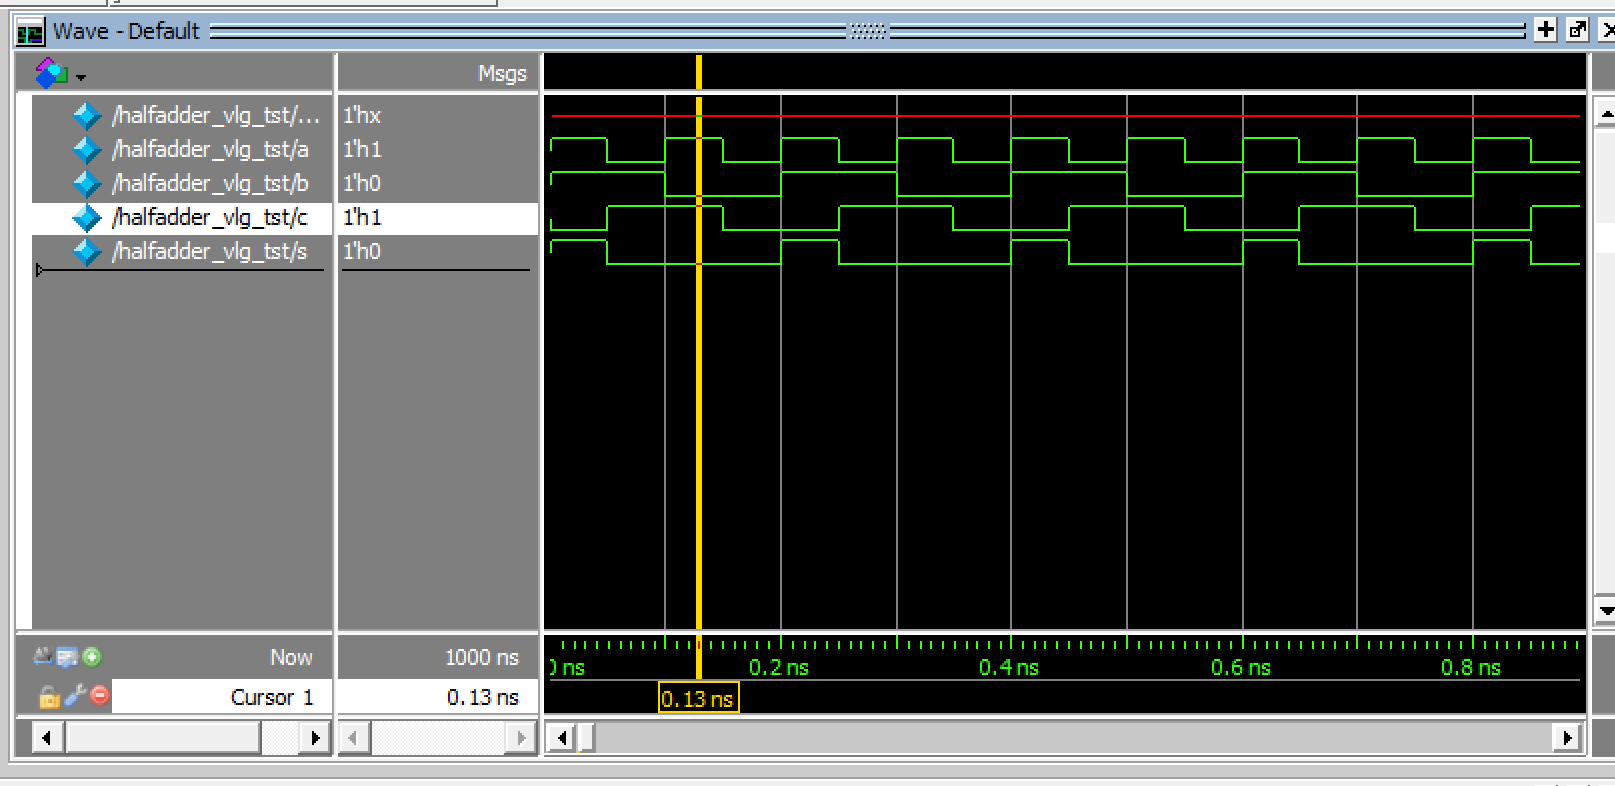 Wave - Default
Msgs
/halfadder_vlg_tst/... 1'hx
/halfadder_vlg_tst/a 1'h1
/halfadder_vlg_tst/b 1'h0
/halfadder_vlg_tst/c 1'h1
/halfadder_vlg_tst/s 1'h0
Now 1000 ns ns 0.2 ns 0.4 ns 0.6 ns 0.8 ns
Cursor 1 0.13 ns 0.13 ns